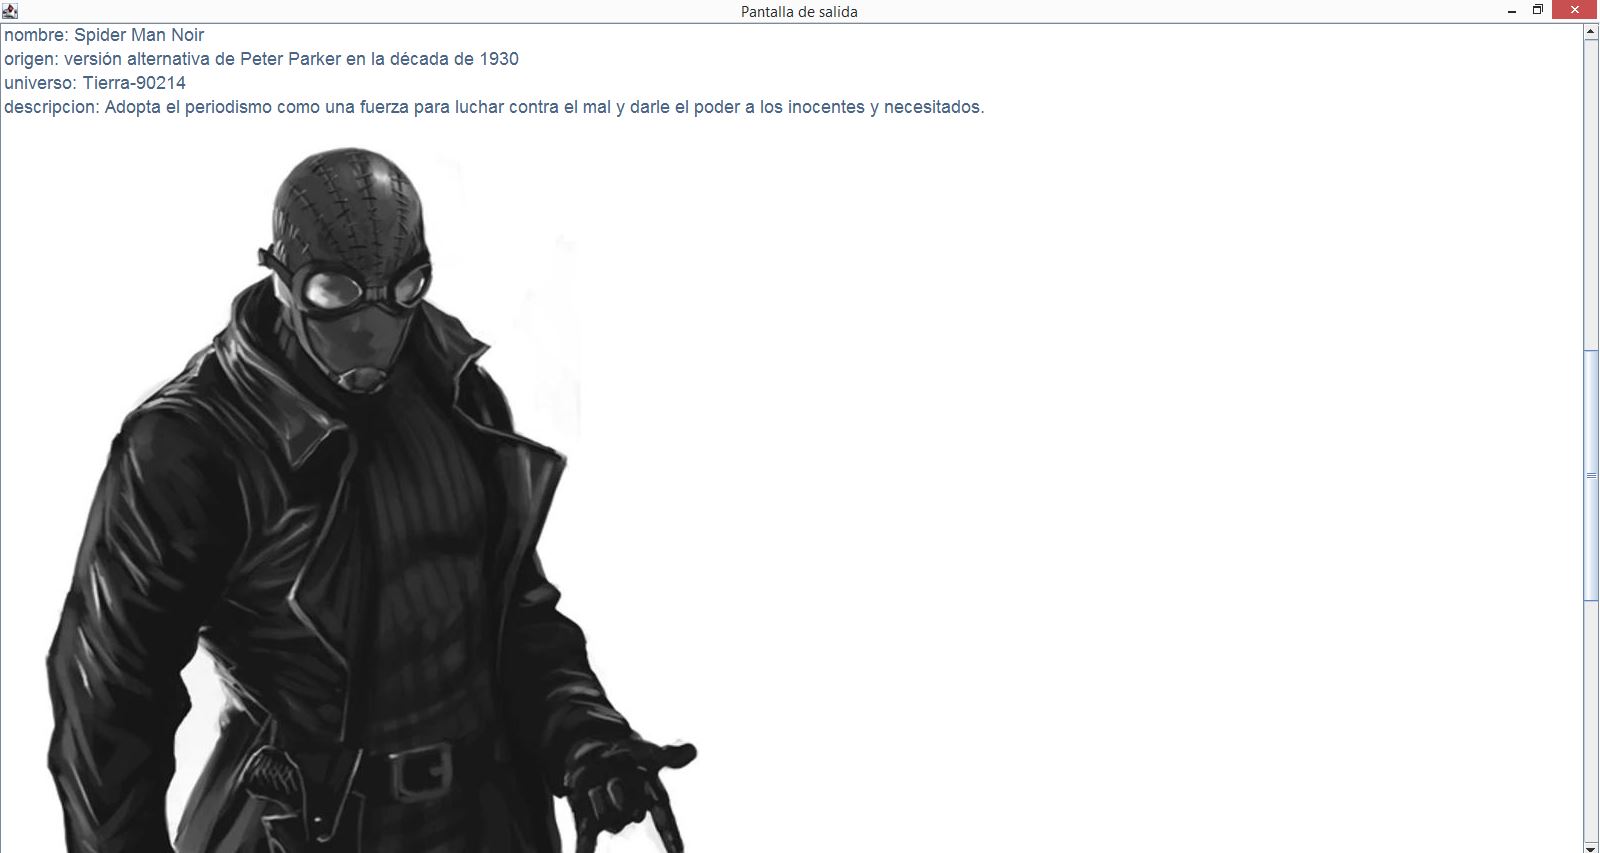 Pantalla de salida
nombre: Spider Man Noir
origen: versión alternativa de Peter Parker en la década de 1930
universo: Tierra-90214
descripcion: Adopta el periodismo como una fuerza para luchar contra el mal y darle el poder a los inocentes y necesitados.